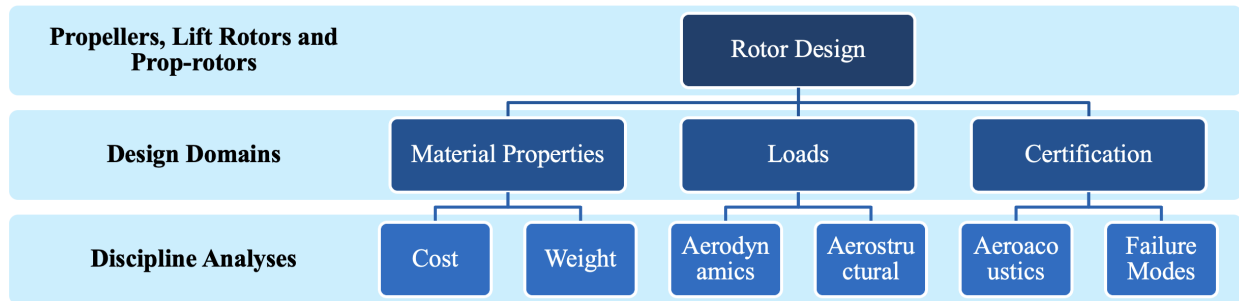 Propellers, Lift Rotors and
Prop-rotors
Rotor Design
Design Domains
Material Properties
Loads
Certification
Discipline Analyses
Cost
Weight
Aerodyn
amics
Aerostru
ctural
Aeroaco
ustics
Failure
Modes